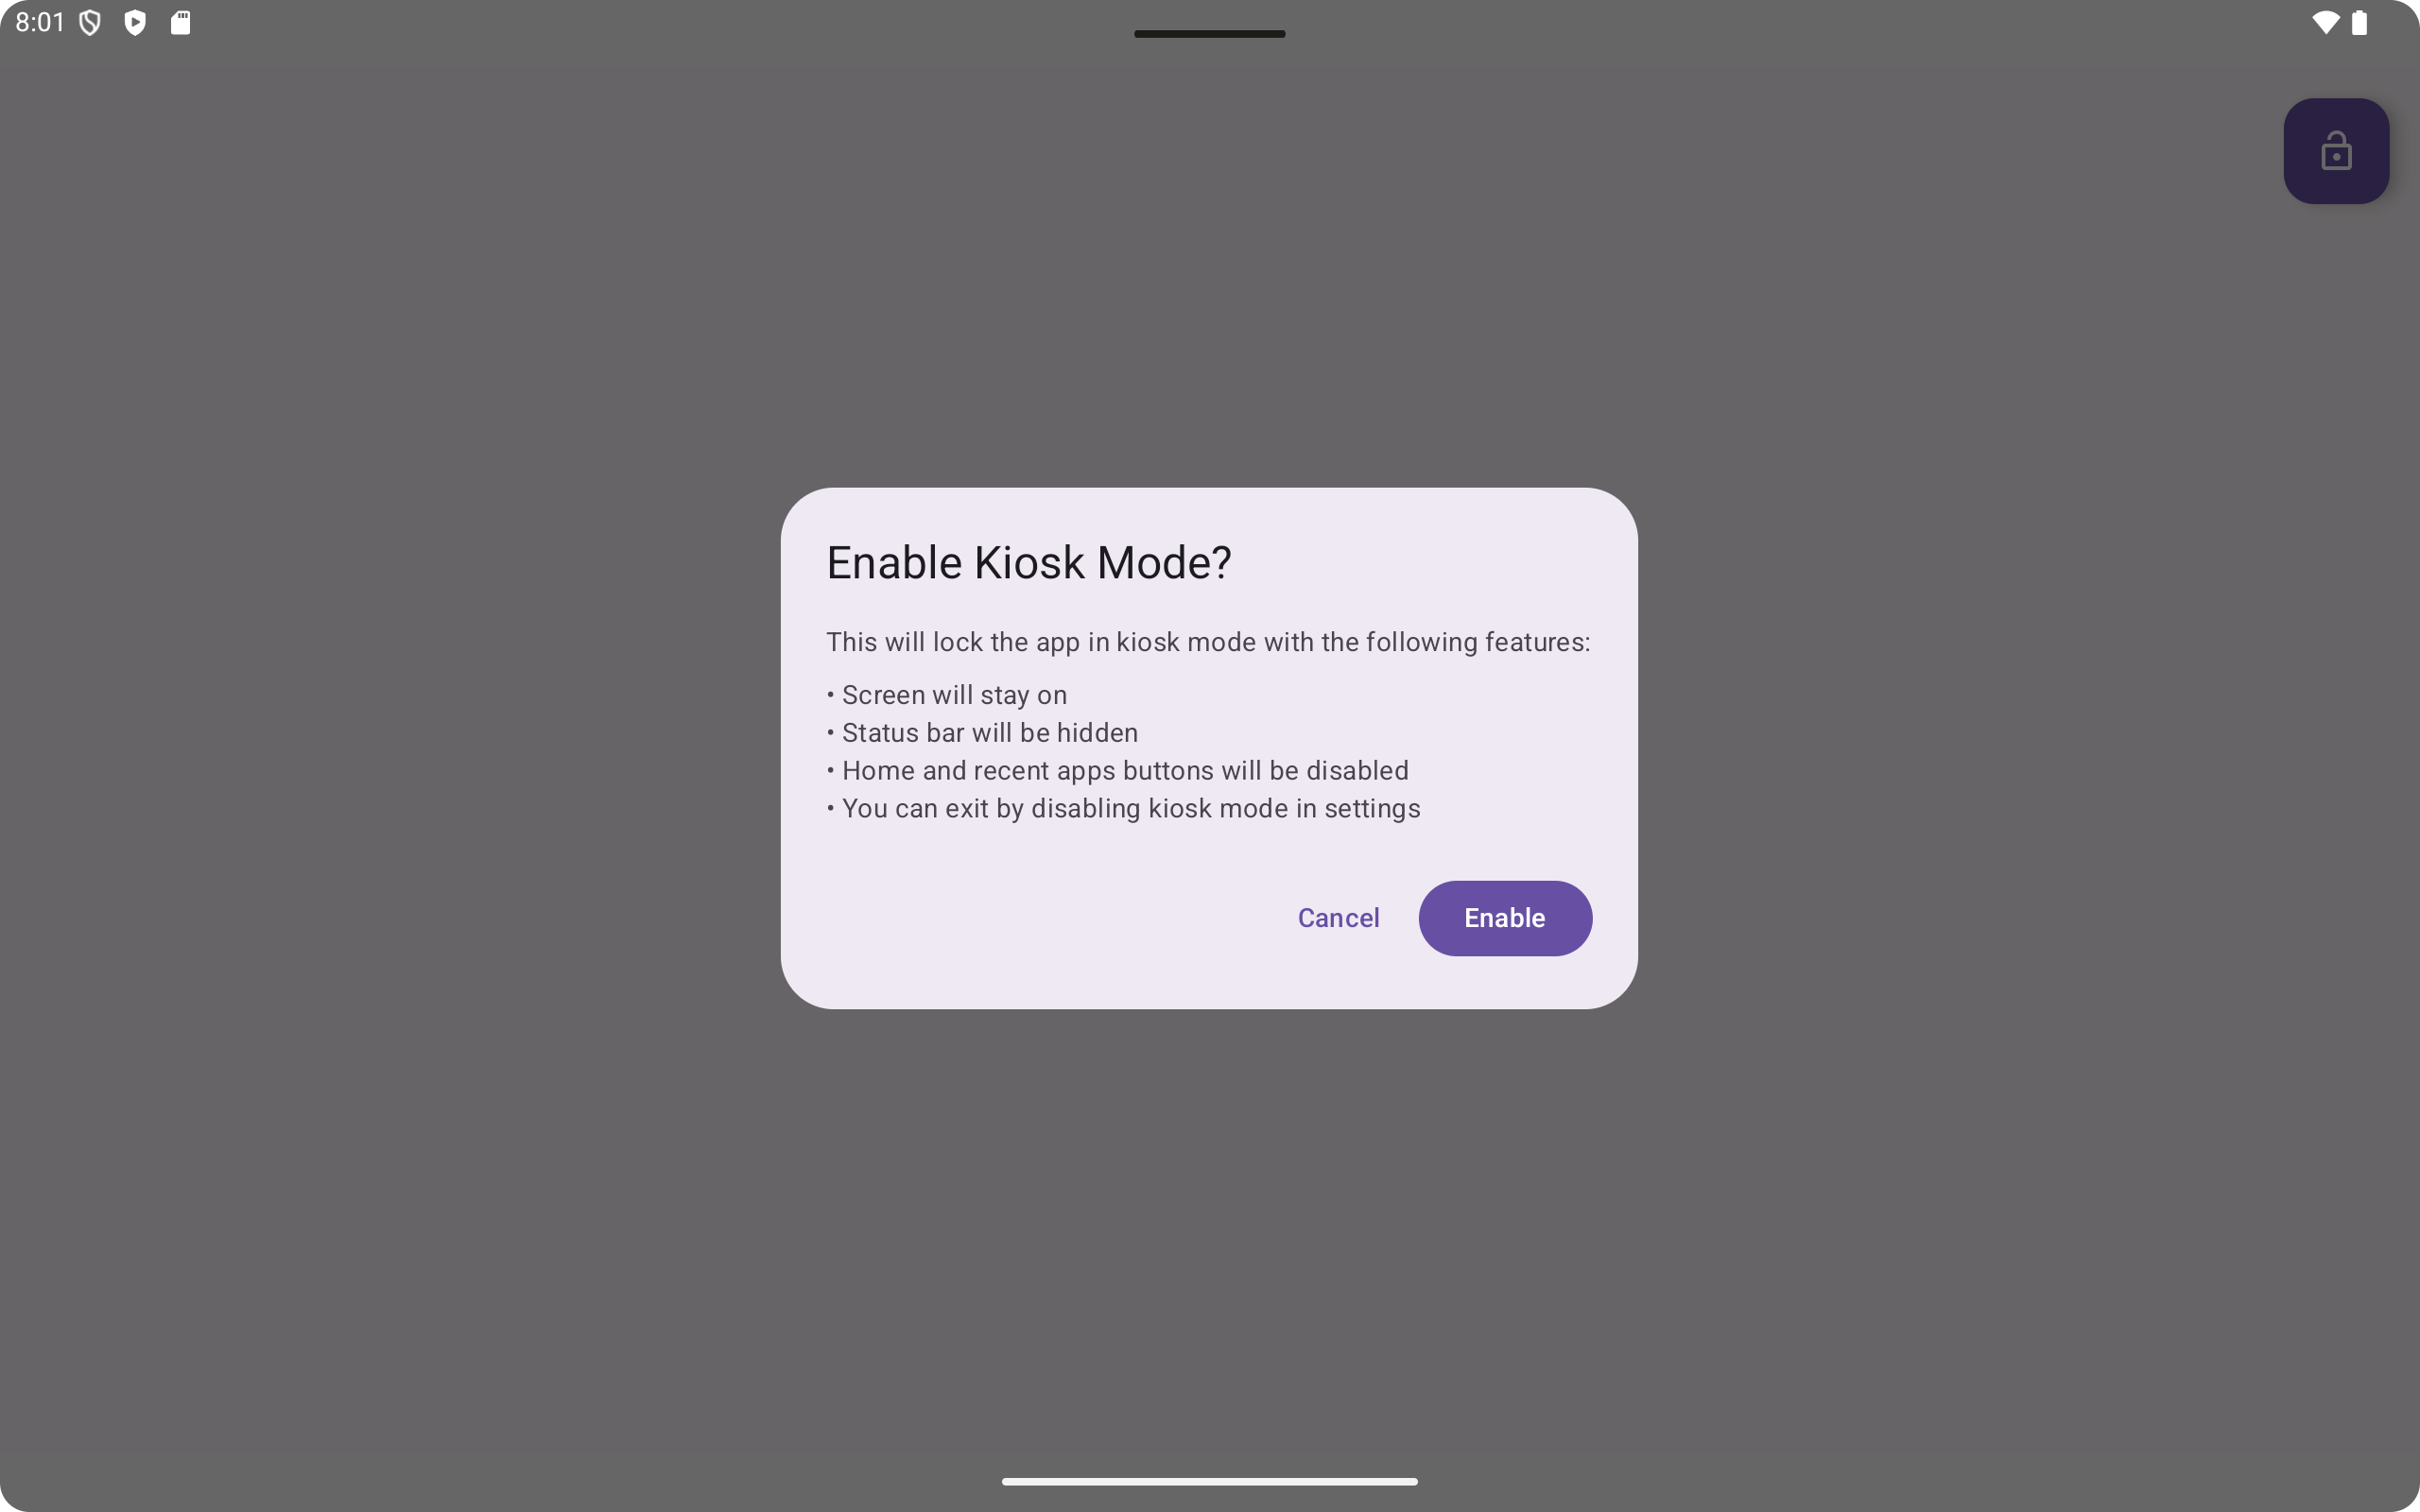 8:01
Enable Kiosk Mode?
This will lock the app in kiosk mode with the following features:
• Screen will stay on
• Status bar will be hidden
• Home and recent apps buttons will be disabled
• You can exit by disabling kiosk mode in settings
Cancel Enable